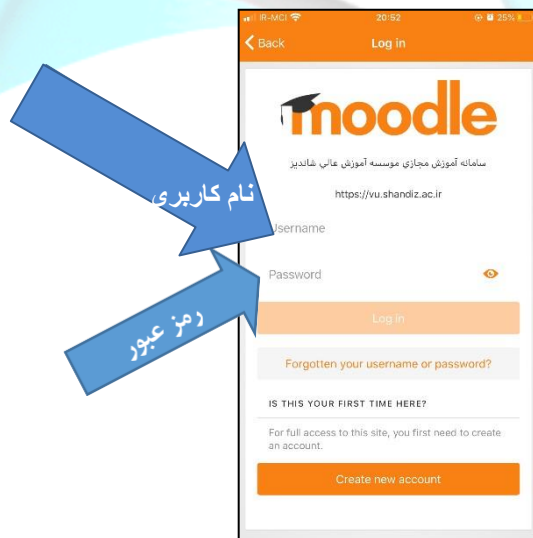 IR-MCI 20:52 25%
Back Log in
moodle
سامانه آموزش مجازي موسسه آموزش عالي شانديز
https://vu.shandiz.ac.ir
نام کاربری
Username
Password
رمز عبور
Log in
Forgotten your username or password?
IS THIS YOUR FIRST TIME HERE?
For full access to this site, you first need to create
an account.
Create new account